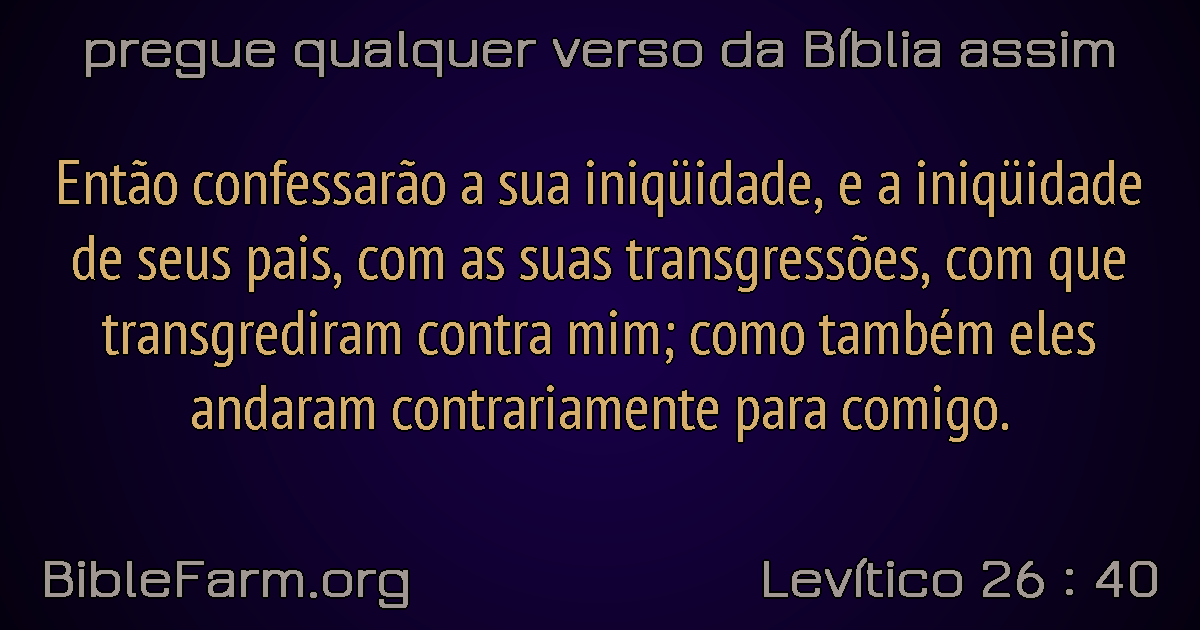 pregue qualquer verso da Bíblia assim
Então confessarão a sua iniqüidade, e a iniqüidade
de seus pais, com as suas transgressões, com que
transgrediram contra mim; como também eles
andaram contrariamente para comigo.
BibleFarm.org
Levítico 26 : 40